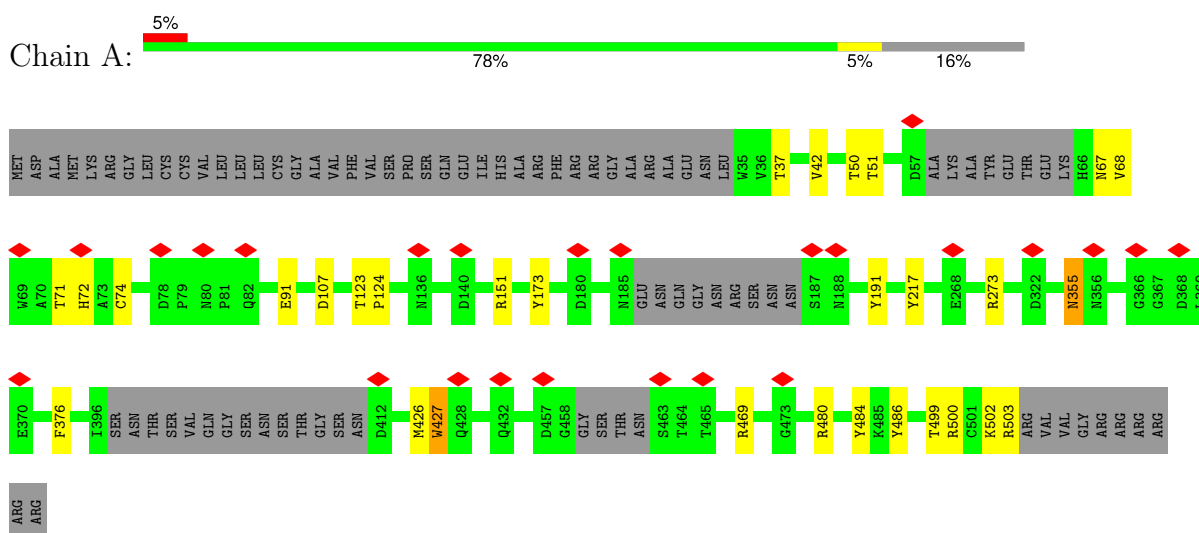 5%
Chain A:
78% 5% 16%
MET ASP ALA MET LYS ARG GLY LEU CYS CYS VAL LEU LEU LEU CYS GLY ALA VAL PHE VAL SER PRO SER GLN GLU ILE HIS ALA ARG PHE ARG ARG GLY ALA ARG ALA GLU ASN LEU W35 V36 T37 V42 T50 T51 D57 ALA LYS ALA TYR GLU THR GLU LYS H66 N67 V68
W69 A70 T71 H72 A73 C74 D78 P79 N80 P81 Q82 E91 D107 T123 P124 N136 D140 R151 Y173 D180 N185 GLU ASN GLN GLY ASN ARG SER ASN ASN S187 N188 Y191 Y217 E268 R273 D322 N355 N356 G366 G367 D368
E370 F376 I396 SER ASN THR SER VAL GLN GLY SER ASN SER THR GLY SER ASN D412 M426 W427 Q428 Q432 D457 G458 GLY SER THR ASN S463 T464 T465 R469 G473 R480 Y484 K485 Y486 T499 R500 C501 K502 R503 ARG VAL VAL GLY ARG ARG ARG ARG
ARG ARG